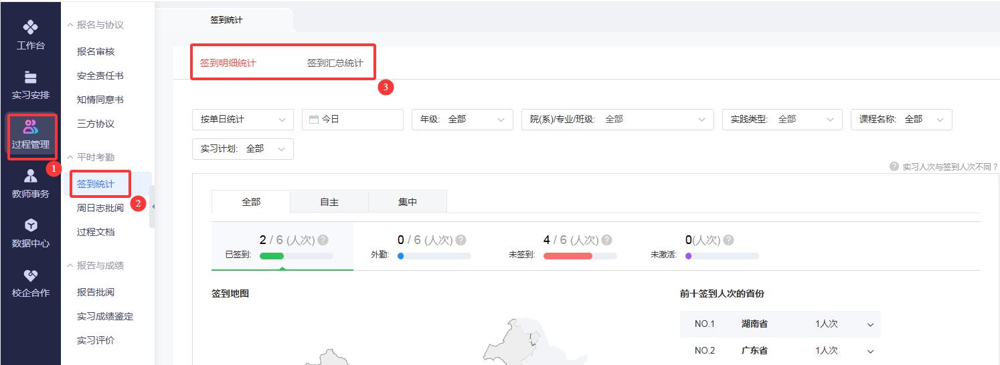 工作台
实习安排
过程管理
1
教师事务
数据中心
校企合作
报名与协议
报名审核
安全责任书
知情同意书
三方协议
平时考勤
签到统计
2
周日志批阅
过程文档
报告与成绩
报告批阅
实习成绩鉴定
实习评价
签到统计
签到明细统计 签到汇总统计
3
按单日统计 今日 年级: 全部 院(系)/专业/班级: 全部 实践类型: 全部 课程名称: 全部
实习计划: 全部
? 实习人次与签到人次不同 ?
全部 自主 集中
已签到: 2 / 6 (人次) ? 外勤: 0 / 6 (人次) ? 未签到: 4 / 6 (人次) ? 未激活: 0(人次) ?
签到地图
前十签到人次的省份
NO.1 湖南省 1人次
NO.2 广东省 1人次